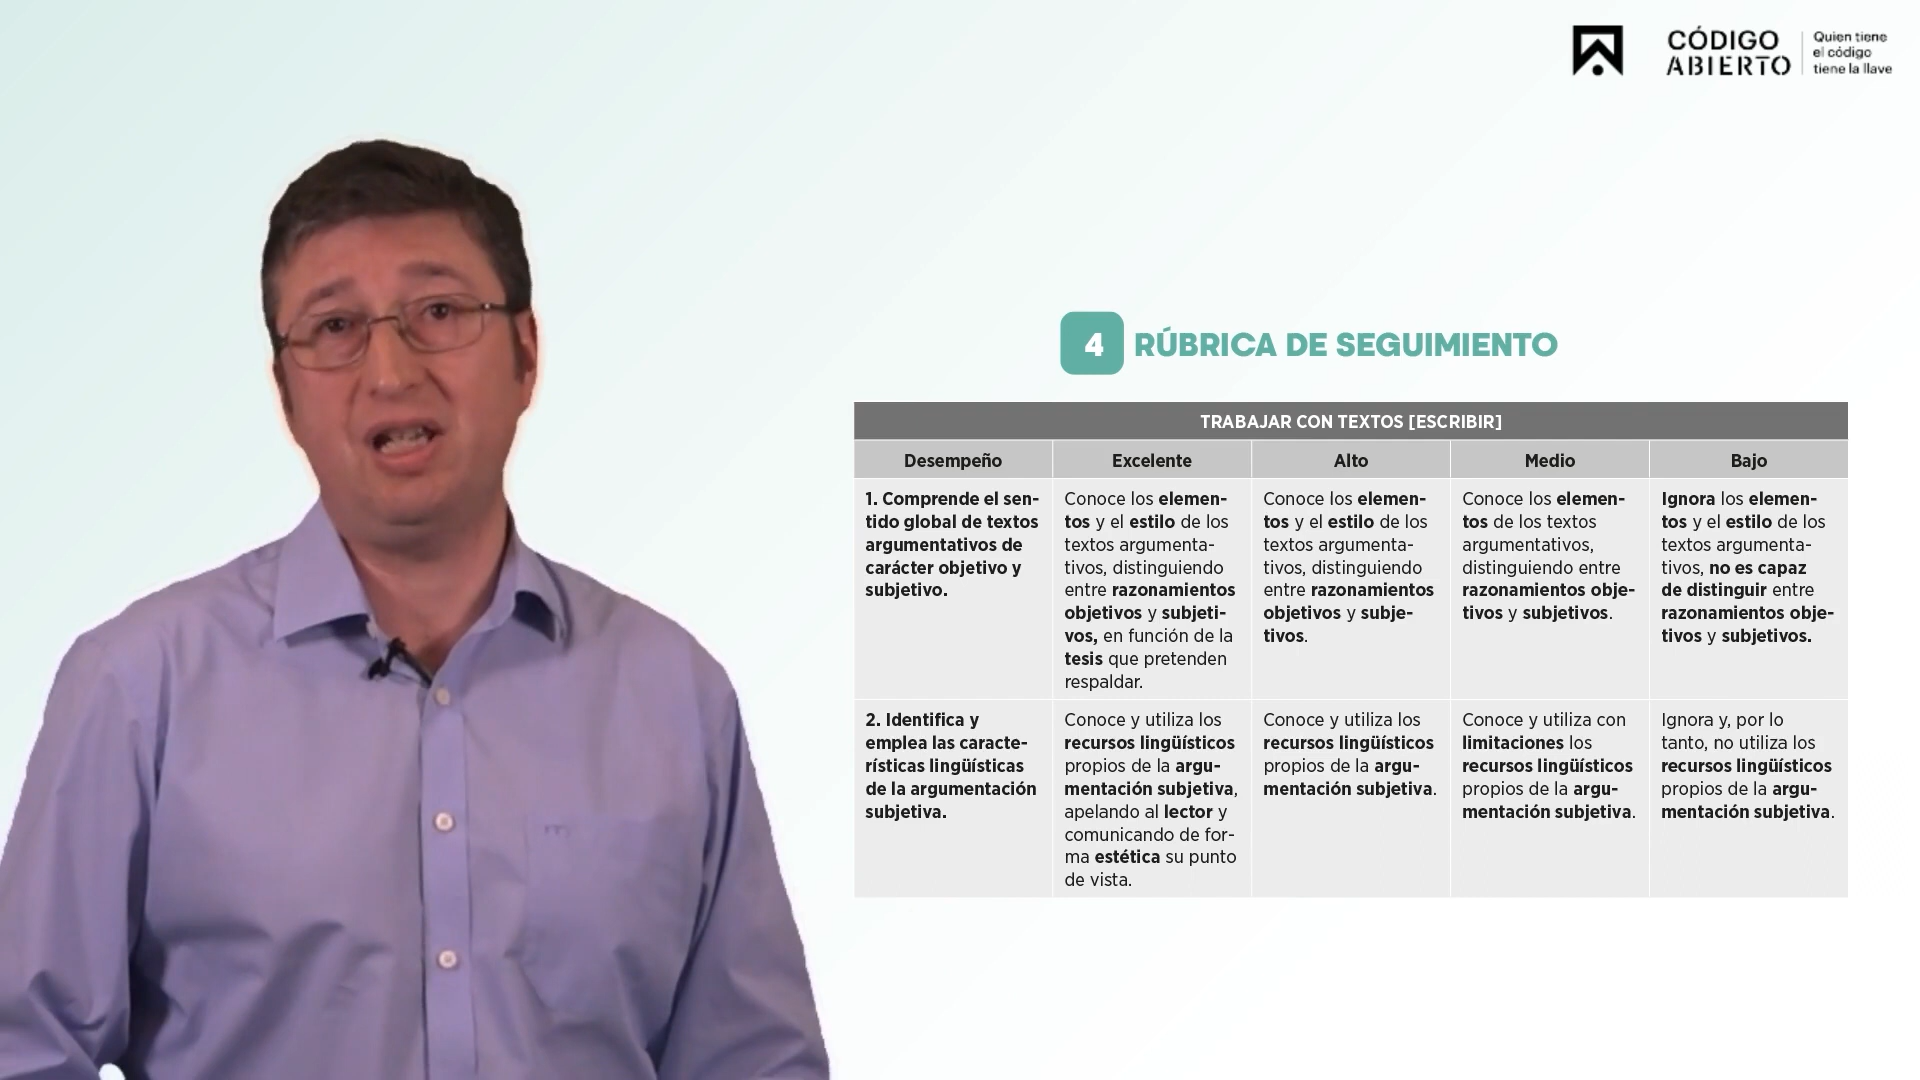 CÓDIGO
ABIERTO
Quien tiene
el código
tiene la llave
4 RÚBRICA DE SEGUIMIENTO
TRABAJAR CON TEXTOS [ESCRIBIR]
Desempeño Excelente Alto Medio Bajo
1. Comprende el sen-
tido global de textos
argumentativos de
carácter objetivo y
subjetivo.
Conoce los elemen-
tos y el estilo de los
textos argumenta-
tivos, distinguiendo
entre razonamientos
objetivos y subjeti-
vos, en función de la
tesis que pretenden
respaldar.
Conoce los elemen-
tos y el estilo de los
textos argumenta-
tivos, distinguiendo
entre razonamientos
objetivos y subje-
tivos.
Conoce los elemen-
tos de los textos
argumentativos,
distinguiendo entre
razonamientos obje-
tivos y subjetivos.
Ignora los elemen-
tos y el estilo de los
textos argumenta-
tivos, no es capaz
de distinguir entre
razonamientos obje-
tivos y subjetivos.
2. Identifica y
emplea las caracte-
rísticas lingüísticas
de la argumentación
subjetiva.
Conoce y utiliza los
recursos lingüísticos
propios de la argu-
mentación subjetiva,
apelando al lector y
comunicando de for-
ma estética su punto
de vista.
Conoce y utiliza los
recursos lingüísticos
propios de la argu-
mentación subjetiva.
Conoce y utiliza con
limitaciones los
recursos lingüísticos
propios de la argu-
mentación subjetiva.
Ignora y, por lo
tanto, no utiliza los
recursos lingüísticos
propios de la argu-
mentación subjetiva.